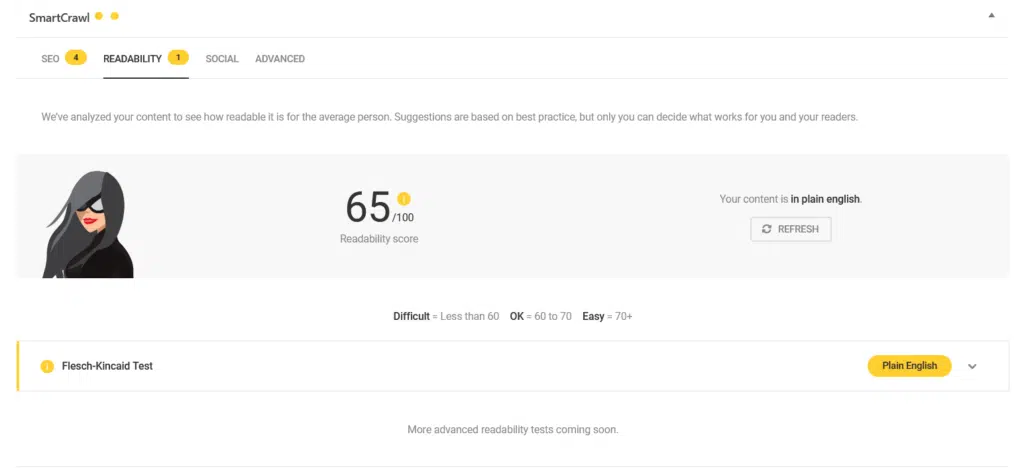 SmartCrawl
SEO 4 READABILITY 1 SOCIAL ADVANCED
We've analyzed your content to see how readable it is for the average person. Suggestions are based on best practice, but only you can decide what works for you and your readers.
65/100
Readability score
Your content is in plain english.
REFRESH
Difficult = Less than 60 OK = 60 to 70 Easy = 70+
Flesch-Kincaid Test Plain English
More advanced readability tests coming soon.